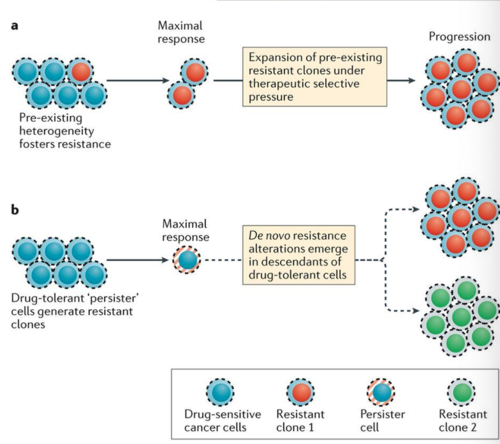 a
Maximal
response
Progression
Expansion of pre-existing
resistant clones under
therapeutic selective
pressure
Pre-existing
heterogeneity
fosters resistance
b
Maximal
response
De novo resistance
alterations emerge
in descendants of
drug-tolerant cells
Drug-tolerant ‘persister’
cells generate resistant
clones
Drug-sensitive
cancer cells
Resistant
clone 1
Persister
cell
Resistant
clone 2